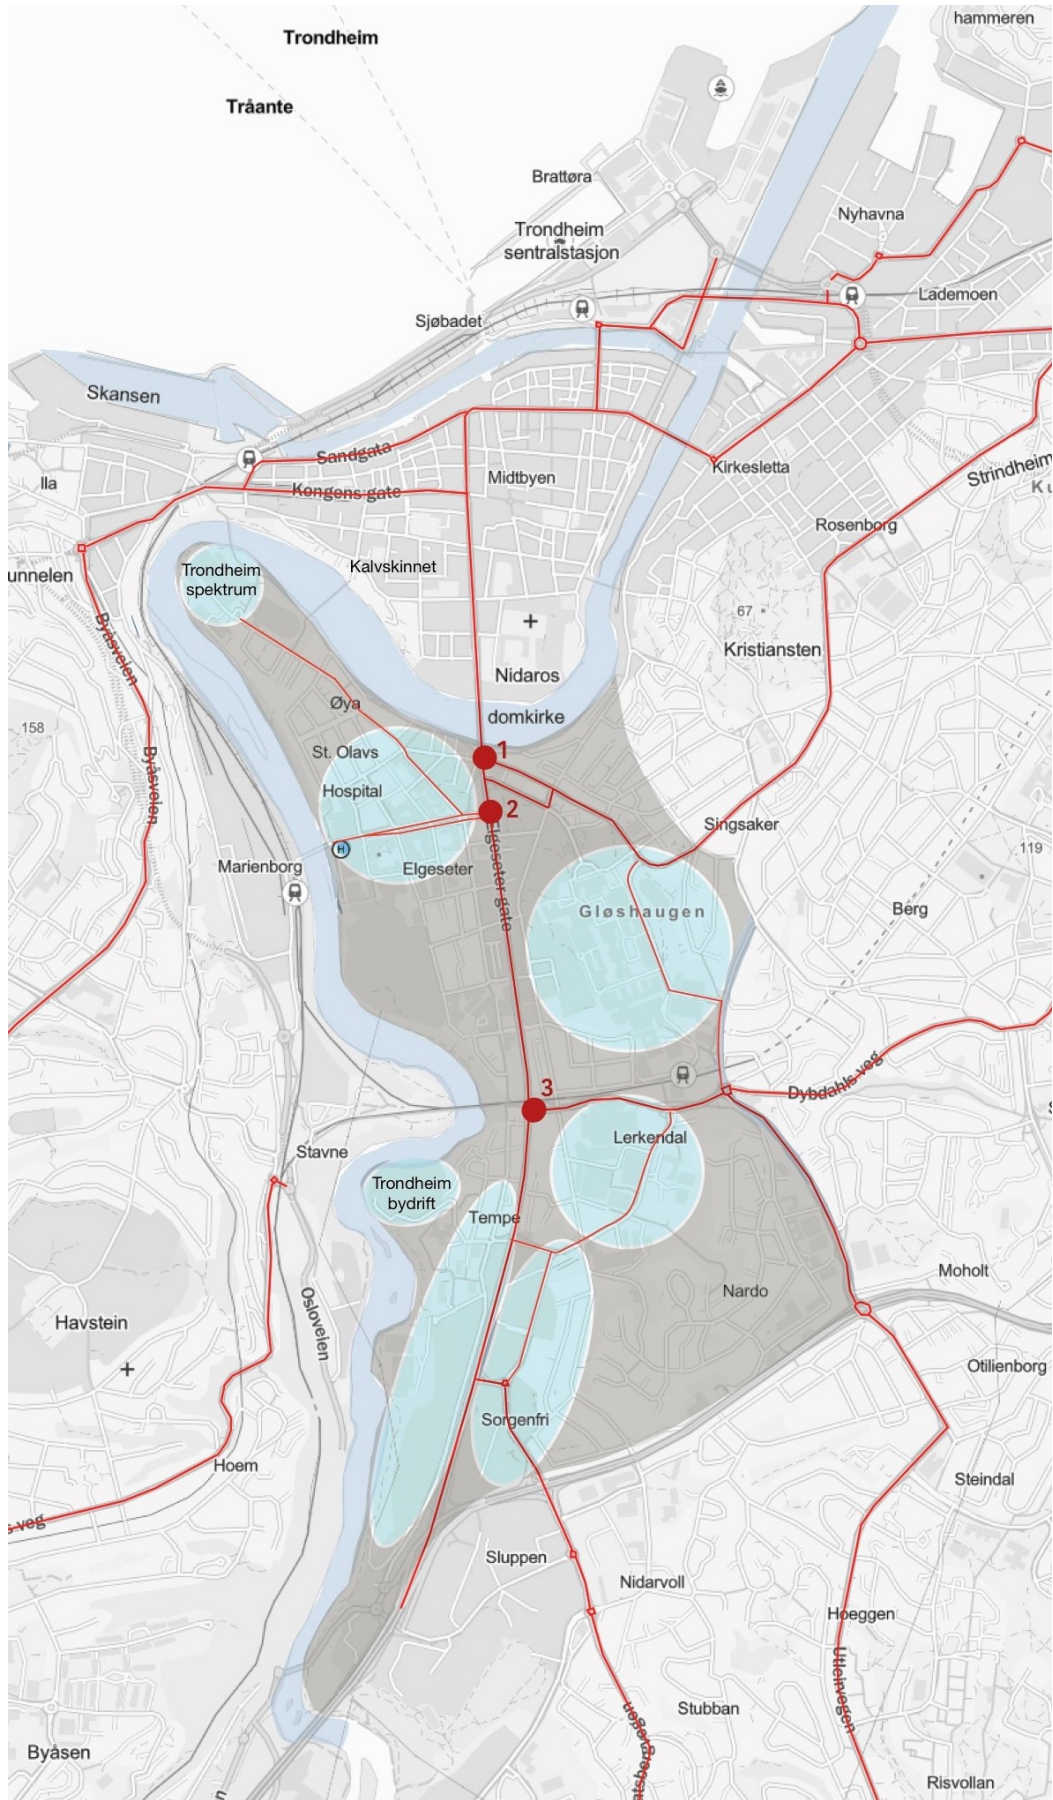 hammeren
Trondheim
Tråante
Brattøra
Nyhavna
Trondheim
sentralstasjon
Lademoen
Sjøbadet
Skansen
Sandgata
Kirkesletta
Strindheim
Ila
Kongens gate
Midtbyen
K
Rosenborg
unnelen
Trondheim
spektrum
Kalvskinnet
67
Byåsveien
Kristiansten
Nidaros
domkirke
Øya
158
1
St. Olavs
Hospital
Byåsveien
2
Singsaker
119
H
Marienborg
Elgeseter
Elgeseter gate
Gløshaugen
Berg
3
Dybdahls veg
Lerkendal
Stavne
Trondheim
bydrift
Tempe
Moholt
Nardo
Osloveien
Havstein
Otilienborg
Sorgenfri
Hoem
Steindal
s veg
Sluppen
Nidarvoll
Hoeggen
Utleirvegen
Stubban
Byåsen
Risvollan